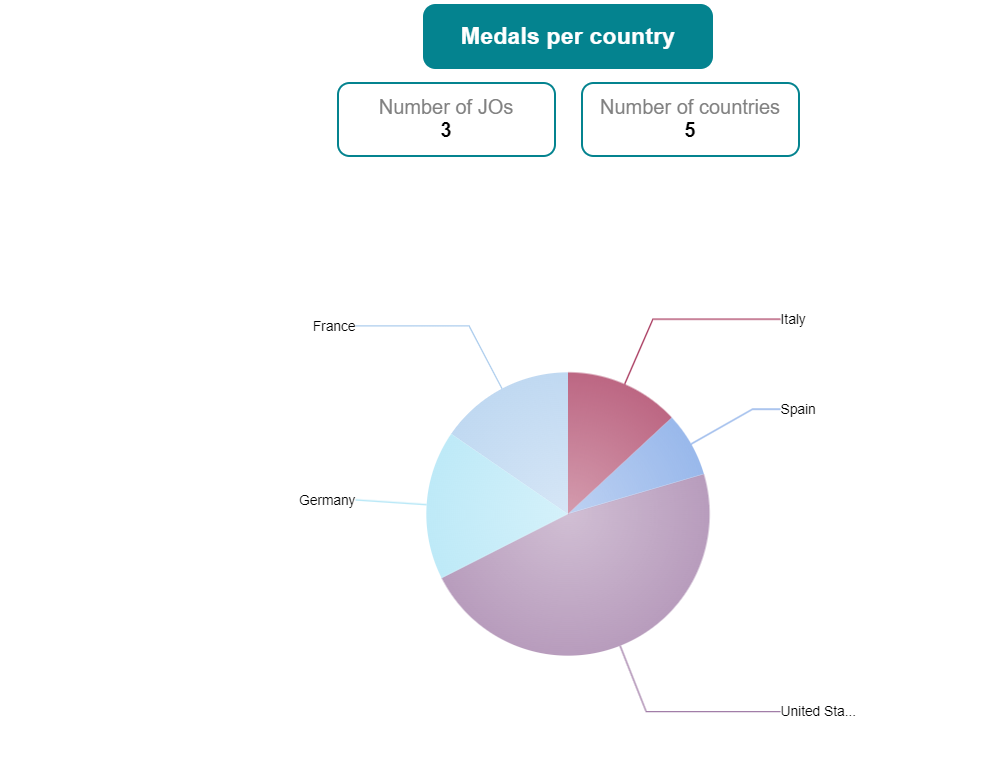 Medals per country
Number of JOs
3
Number of countries
5
Italy
France
Spain
Germany
United Sta...